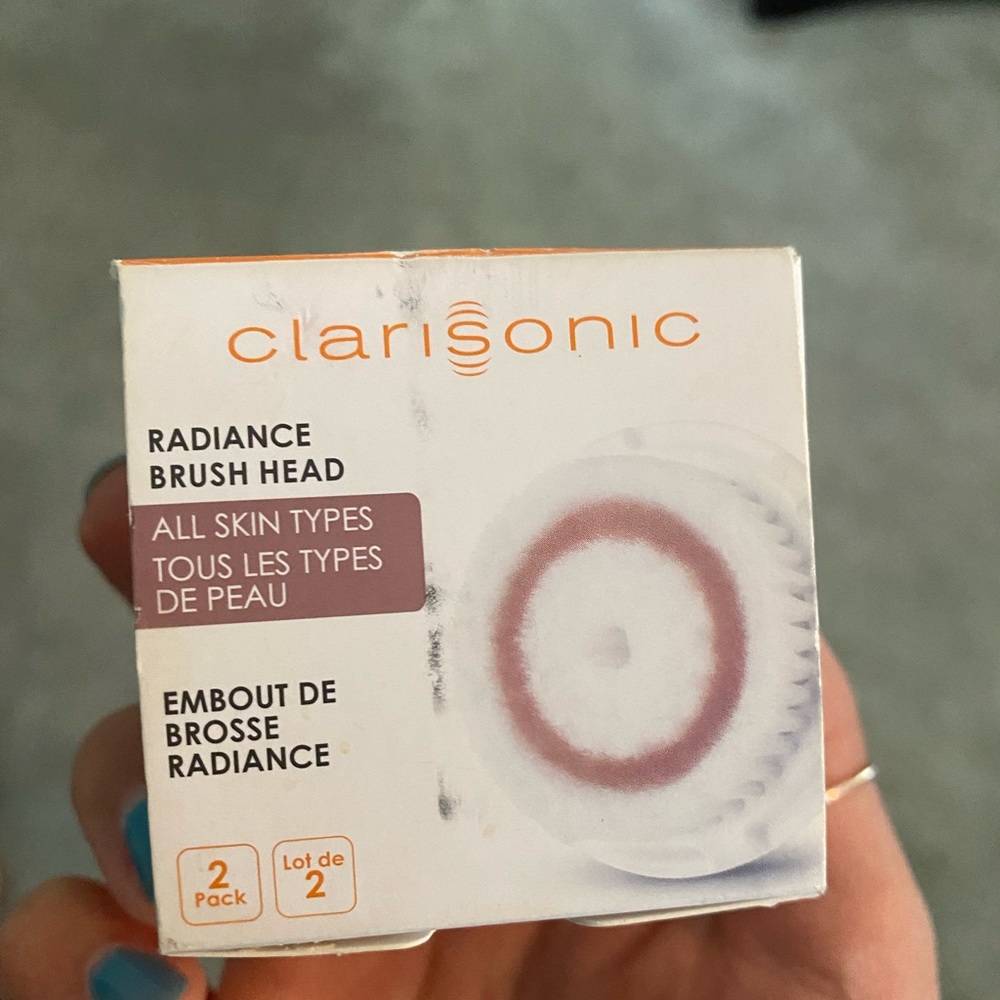 clarisonic
RADIANCE
BRUSH HEAD
ALL SKIN TYPES
TOUS LES TYPES
DE PEAU
EMBOUT DE
BROSSE
RADIANCE
2
Pack
Lot de
2